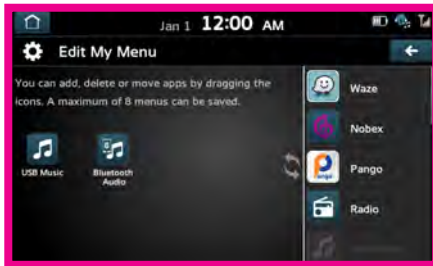 Jan 1 12:00 AM
Edit My Menu
You can add, delete or move apps by dragging the
icons. A maximum of 8 menus can be saved.
USB Music
Bluetooth
Audio
Waze
Nobex
Pango
Radio